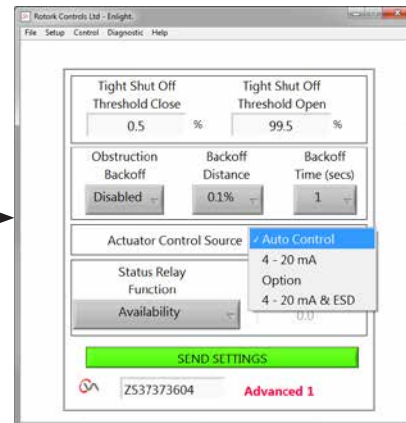 Rotork Controls Ltd - Enlight.
File Setup Control Diagnostic Help
Tight Shut Off Tight Shut Off
Threshold Close Threshold Open
0.5 % 99.5 %
Obstruction Backoff Backoff
Backoff Distance Time (secs)
Disabled 0.1% 1
Actuator Control Source ✓ Auto Control
4 - 20 mA
Status Relay Option
Function 4 - 20 mA & ESD
Availability 0.0
SEND SETTINGS
ZS37373604 Advanced 1